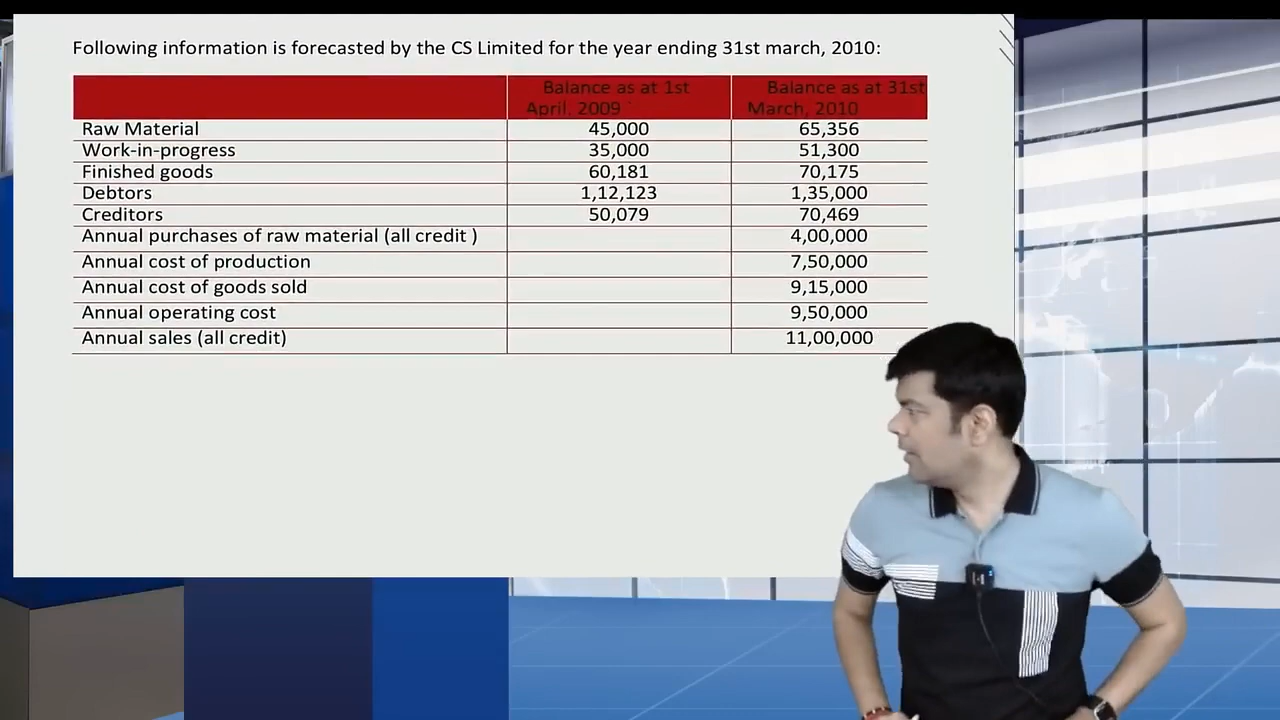 Following information is forecasted by the CS Limited for the year ending 31st march, 2010:
Balance as at 1st April, 2009 ` Balance as at 31st March, 2010
Raw Material 45,000 65,356
Work-in-progress 35,000 51,300
Finished goods 60,181 70,175
Debtors 1,12,123 1,35,000
Creditors 50,079 70,469
Annual purchases of raw material (all credit ) 4,00,000
Annual cost of production 7,50,000
Annual cost of goods sold 9,15,000
Annual operating cost 9,50,000
Annual sales (all credit) 11,00,000